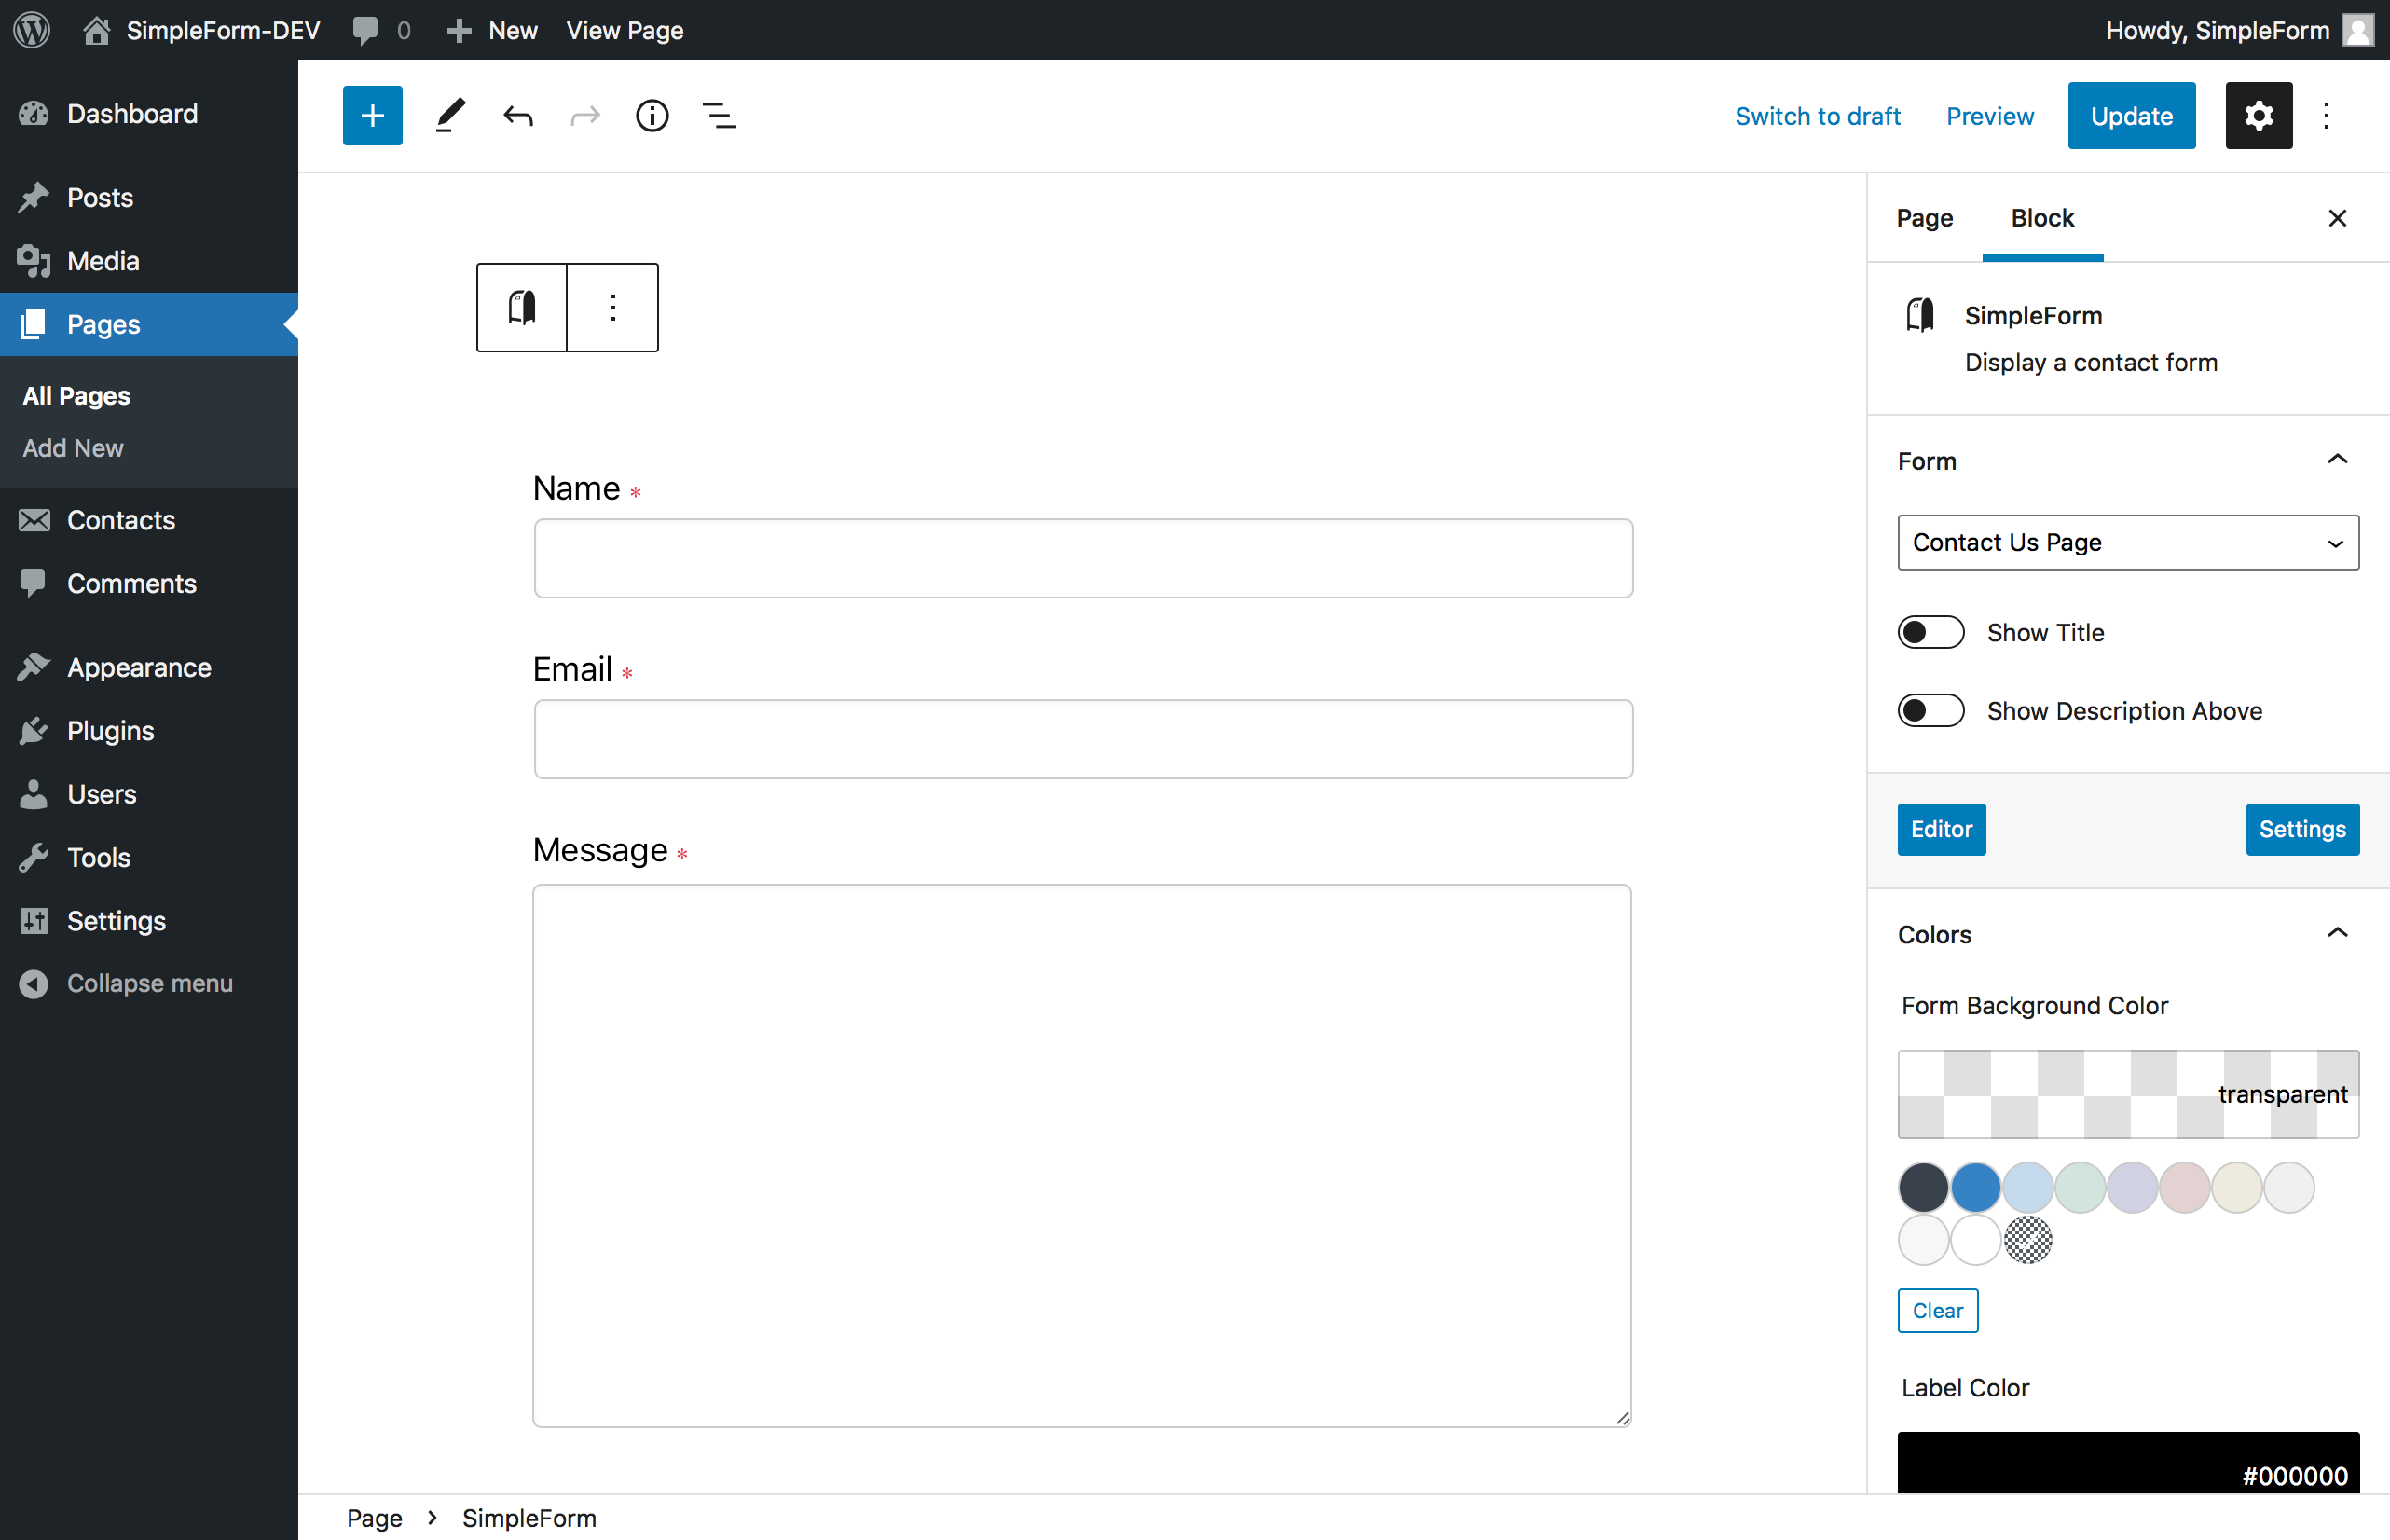 SimpleForm-DEV 0 New View Page Howdy, SimpleForm
Dashboard
Posts
Media
Pages
All Pages
Add New
Contacts
Comments
Appearance
Plugins
Users
Tools
Settings
Collapse menu
Switch to draft Preview Update
Name *
Email *
Message *
Page Block
SimpleForm
Display a contact form
Form
Contact Us Page
Show Title
Show Description Above
Editor Settings
Colors
Form Background Color
transparent
Clear
Label Color
#000000
Page › SimpleForm